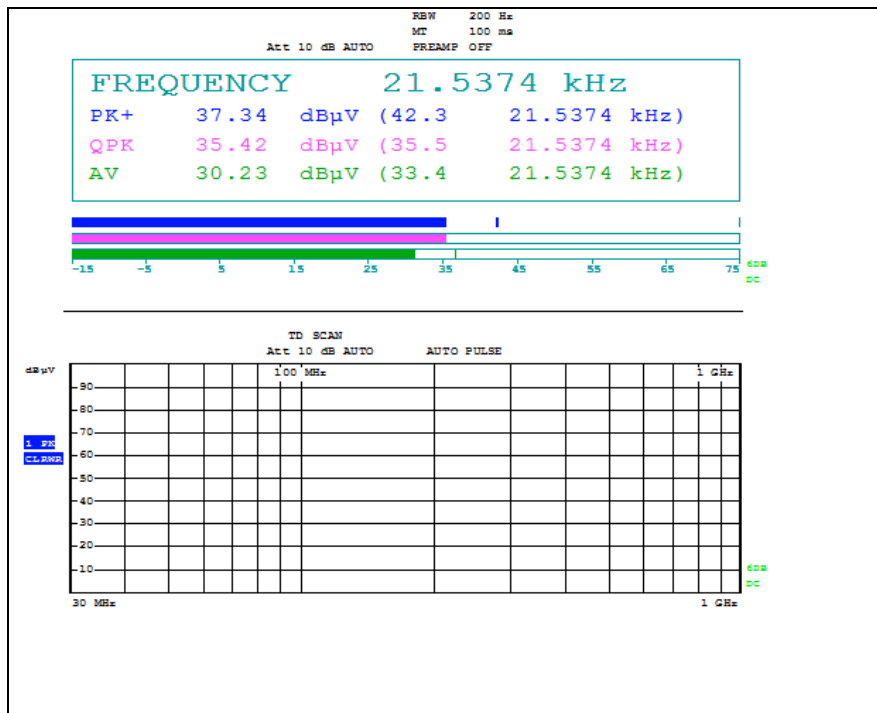 RBW 200 Hz
MT 100 ms
Att 10 dB AUTO PREAMP OFF
FREQUENCY 21.5374 kHz
PK+ 37.34 dBµV (42.3 21.5374 kHz)
QPK 35.42 dBµV (35.5 21.5374 kHz)
AV 30.23 dBµV (33.4 21.5374 kHz)
-15 -5 5 15 25 35 45 55 65 75
6DB
DC
TD SCAN
Att 10 dB AUTO AUTO PULSE
dBµV
100 MHz 1 GHz
90
80
70
1 PK
60
CLRWR
50
40
30
20
10
6DB
DC
30 MHz 1 GHz